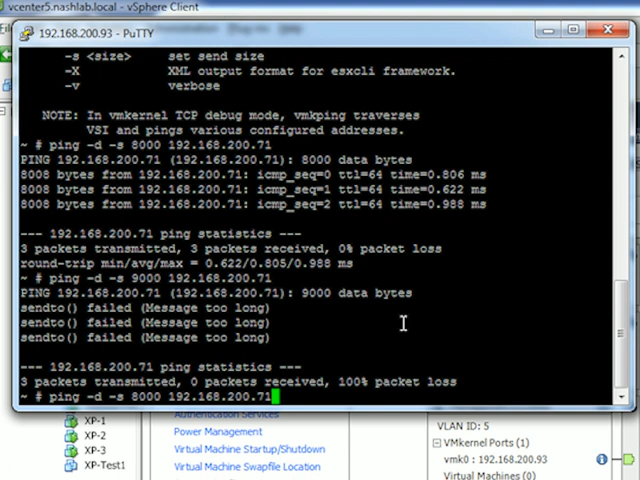 vcenter5.nashlab.com - vSphere Client
192.168.200.93 - PuTTY
-s <size> set send size
-X XML output format for esxcli framework.
-v verbose
NOTE: In vmkernel TCP debug mode, vmkping traverses
VSI and pings various configured addresses.
~ # ping -d -s 8000 192.168.200.71
PING 192.168.200.71 (192.168.200.71): 8000 data bytes
8008 bytes from 192.168.200.71: icmp_seq=0 ttl=64 time=0.806 ms
8008 bytes from 192.168.200.71: icmp_seq=1 ttl=64 time=0.622 ms
8008 bytes from 192.168.200.71: icmp_seq=2 ttl=64 time=0.988 ms
--- 192.168.200.71 ping statistics ---
3 packets transmitted, 3 packets received, 0% packet loss
round-trip min/avg/max = 0.622/0.805/0.988 ms
~ # ping -d -s 9000 192.168.200.71
PING 192.168.200.71 (192.168.200.71): 9000 data bytes
sendto() failed (Message too long)
sendto() failed (Message too long)
sendto() failed (Message too long)
--- 192.168.200.71 ping statistics ---
3 packets transmitted, 0 packets received, 100% packet loss
~ # ping -d -s 8000 192.168.200.71
XP-1
XP-2
XP-3
XP-Test1
Authentication Services
Power Management
Virtual Machine Startup/Shutdown
Virtual Machine Swapfile Location
VLAN ID: 5
VMkernel Ports (1)
vmk0 : 192.168.200.93
Virtual Machines (0)